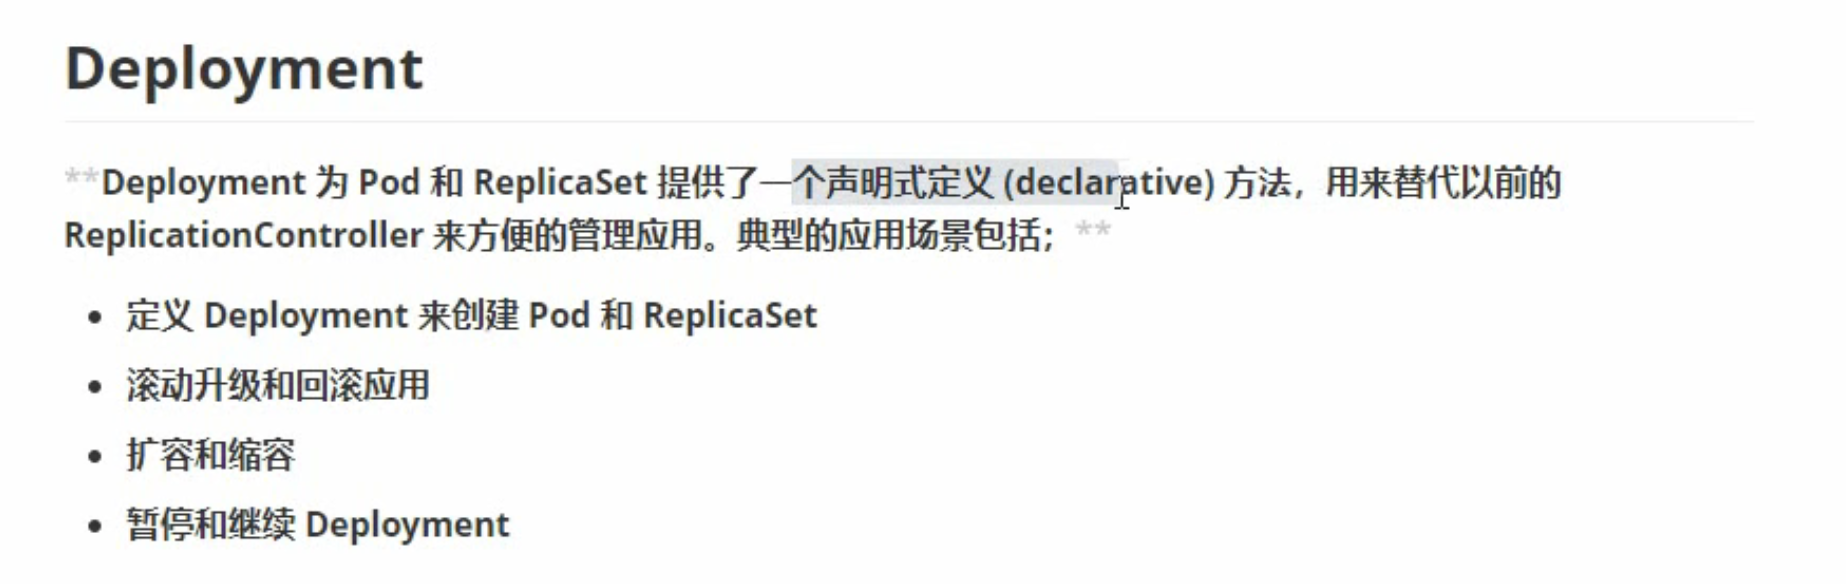 Deployment
**Deployment 为 Pod 和 ReplicaSet 提供了一个声明式定义 (declarative) 方法，用来替代以前的
ReplicationController 来方便的管理应用。典型的应用场景包括；**
• 定义 Deployment 来创建 Pod 和 ReplicaSet
• 滚动升级和回滚应用
• 扩容和缩容
• 暂停和继续 Deployment